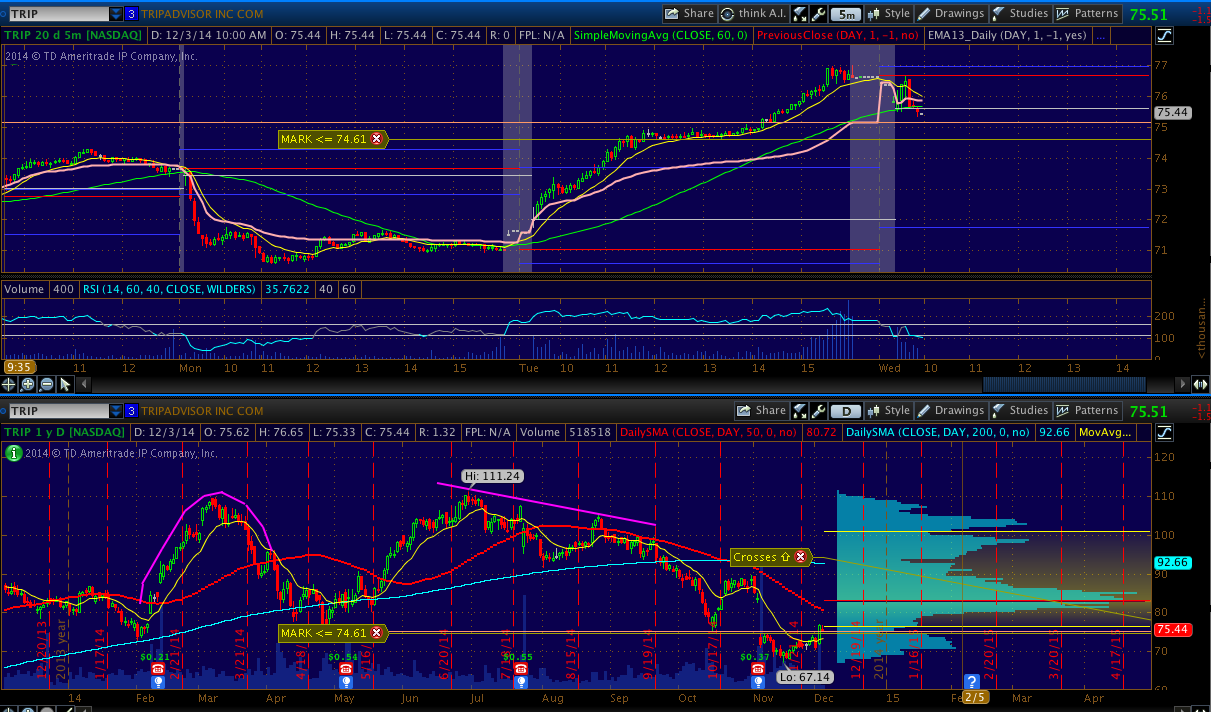 TRIP 3 TRIPADVISOR INC COM Share think A.I. 5m Style Drawings Studies Patterns 75.51
TRIP 20 d 5m [NASDAQ] D: 12/3/14 10:00 AM O: 75.44 H: 75.44 L: 75.44 C: 75.44 R: 0 FPL: N/A SimpleMovingAvg (CLOSE, 60, 0) PreviousClose (DAY, 1, -1, no) EMA13_Daily (DAY, 1, -1, yes) ...
2014 © TD Ameritrade IP Company, Inc.
77
76
75.44
75
MARK <= 74.61
74
73
72
71
Volume 400 RSI (14, 60, 40, CLOSE, WILDERS) 35.7622 40 60
200
100
0
<thousan...
9:35 11 12 Mon 10 11 12 13 14 15 Tue 10 11 12 13 14 15 Wed 10 11 12 13 14
TRIP 3 TRIPADVISOR INC COM Share D Style Drawings Studies Patterns 75.51
TRIP 1 y D [NASDAQ] D: 12/3/14 O: 75.62 H: 76.65 L: 75.33 C: 75.44 R: 1.32 FPL: N/A Volume 518518 DailySMA (CLOSE, DAY, 50, 0, no) 80.72 DailySMA (CLOSE, DAY, 200, 0, no) 92.66 MovAvg...
2014 © TD Ameritrade IP Company, Inc.
120
Hi: 111.24
110
100
Crosses
92.66
90
80
MARK <= 74.61
75.44
70
60
12/20/13
2013 year
1/17/14
2/21/14
3/21/14
4/18/14
5/16/14
8/15/14
9/19/14
10/17/14
12/19/14
1/16/15
2/20/15
3/20/15
4/17/15
$0.21
$0.54
$0.55
$0.37
Lo: 67.14
14 Feb Mar Apr May Jun Jul Aug Sep Oct Nov Dec 15 2/5 Mar Apr